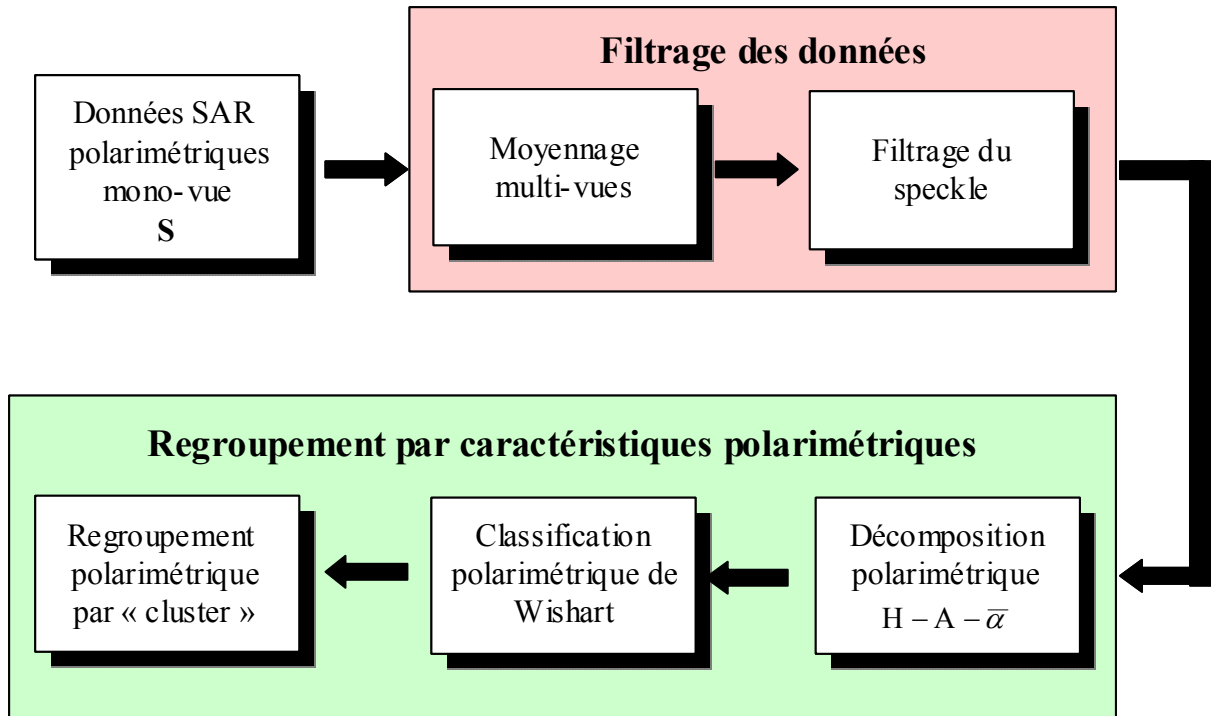 Filtrage des données
Données SAR
polarimétriques
mono-vue
S
Moyennage
multi-vues
Filtrage du
speckle
Regroupement par caractéristiques polarimétriques
Regroupement
polarimétrique
par « cluster »
Classification
polarimétrique de
Wishart
Décomposition
polarimétrique
H – A – α̅